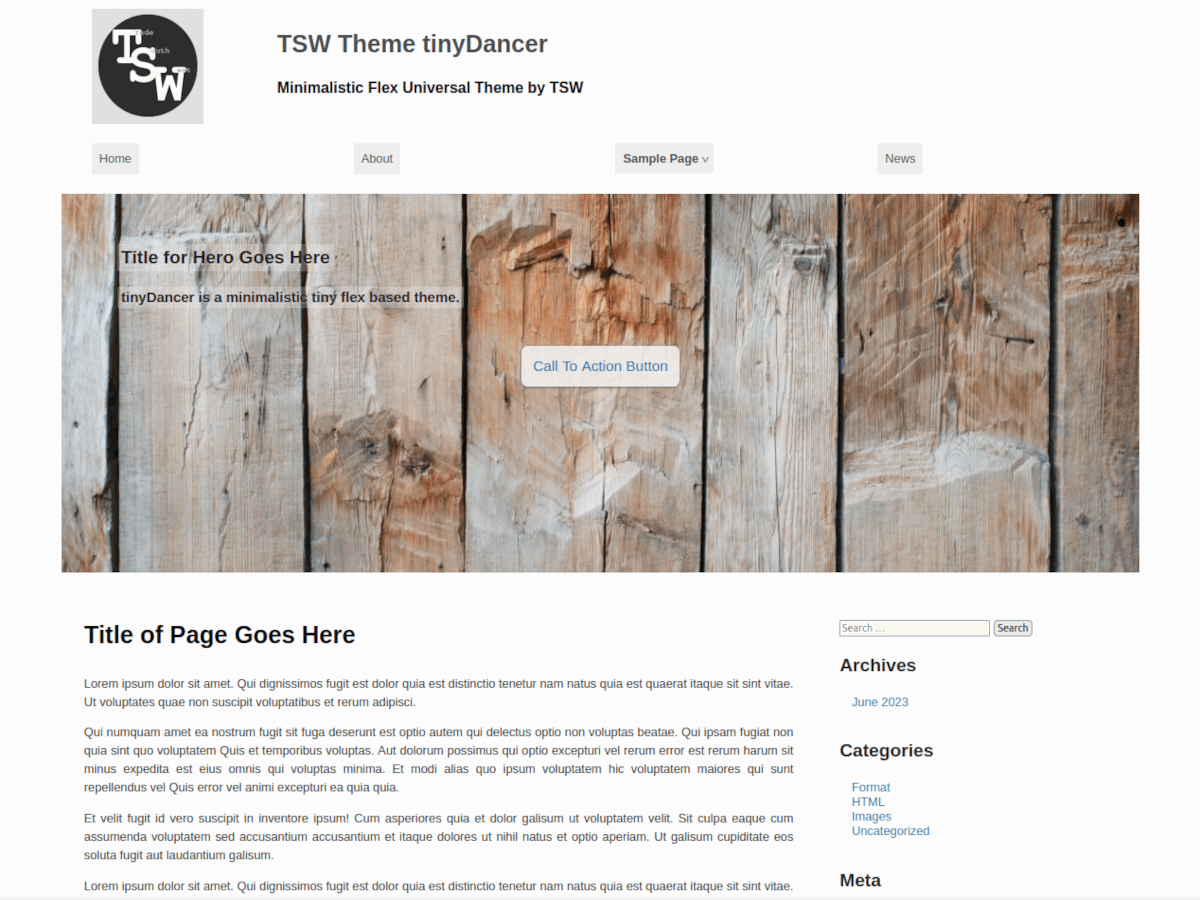 TSW
TSW Theme tinyDancer
Minimalistic Flex Universal Theme by TSW
Home
About
Sample Page v
News
Title for Hero Goes Here
tinyDancer is a minimalistic tiny flex based theme.
Call To Action Button
Title of Page Goes Here
Lorem ipsum dolor sit amet. Qui dignissimos fugit est dolor quia est distinctio tenetur nam natus quia est quaerat itaque sit sint vitae.
Ut voluptates quae non suscipit voluptatibus et rerum adipisci.
Qui numquam amet ea nostrum fugit sit fuga deserunt est optio autem qui delectus optio non voluptas beatae. Qui ipsam fugiat non
quia sint quo voluptatem Quis et temporibus voluptas. Aut dolorum possimus qui optio excepturi vel rerum error est rerum harum sit
minus expedita est eius omnis qui voluptas minima. Et modi alias quo ipsum voluptatem hic voluptatem maiores qui sunt
repellendus vel Quis error vel animi excepturi ea quia quia.
Et velit fugit id vero suscipit in inventore ipsum! Cum asperiores quia et dolor galisum ut voluptatem velit. Sit culpa eaque cum
assumenda voluptatem sed accusantium accusantium et itaque dolores ut nihil natus et optio aperiam. Ut galisum cupiditate eos
soluta fugit aut laudantium galisum.
Lorem ipsum dolor sit amet. Qui dignissimos fugit est dolor quia est distinctio tenetur nam natus quia est quaerat itaque sit sint vitae.
Search ...
Search
Archives
June 2023
Categories
Format
HTML
Images
Uncategorized
Meta